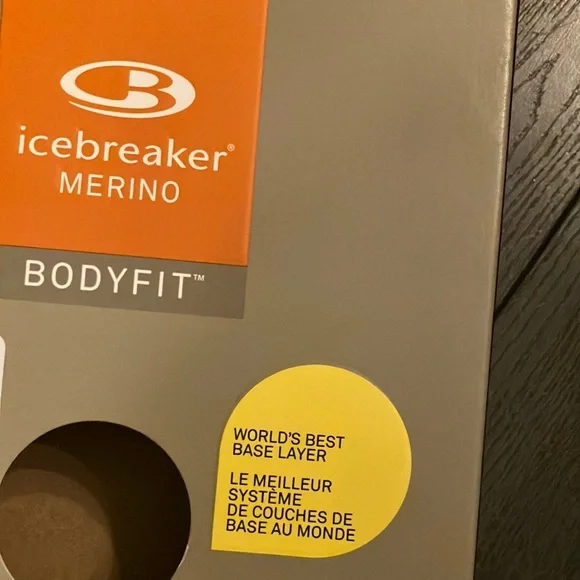 icebreaker®
MERINO
BODYFIT™
WORLD'S BEST
BASE LAYER
LE MEILLEUR
SYSTÈME
DE COUCHES DE
BASE AU MONDE